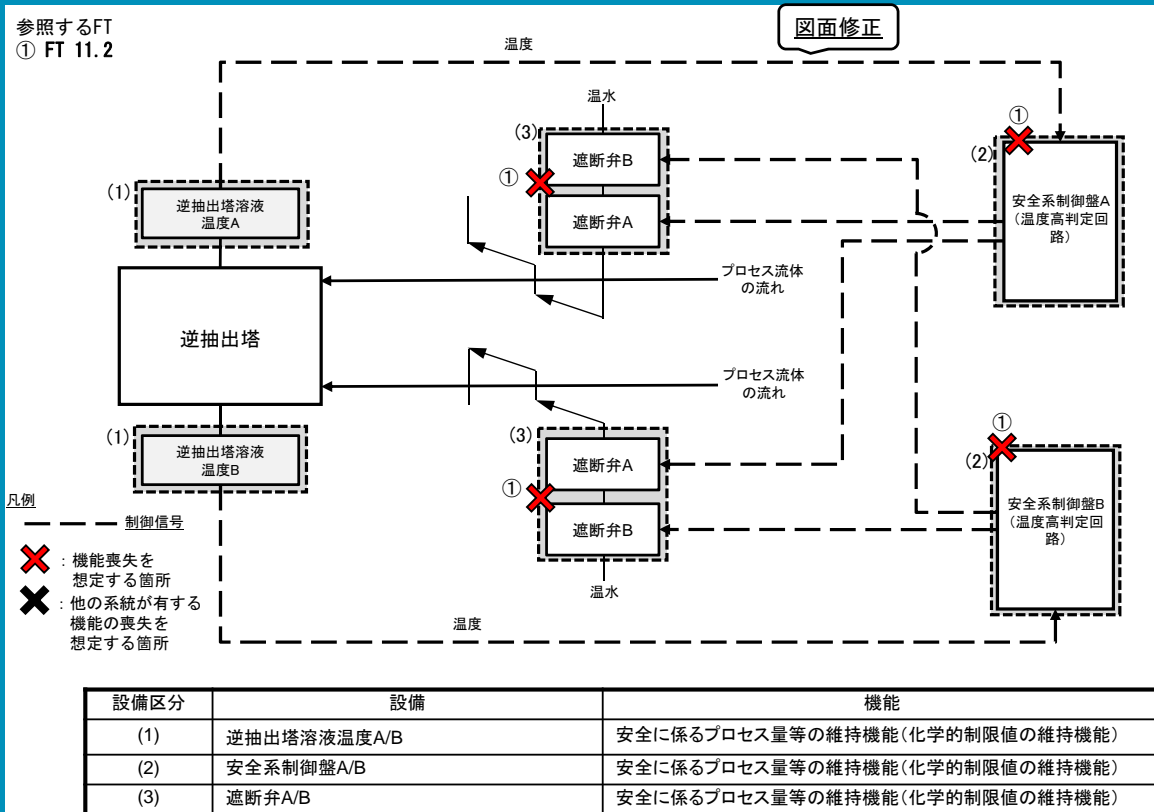 参照するFT
① FT 11.2
図面修正
温度
温水
(3)
遮断弁B
①
遮断弁A
①
(2)
安全系制御盤A
(温度高判定回
路)
(1)
逆抽出塔溶液
温度A
プロセス流体
の流れ
逆抽出塔
プロセス流体
の流れ
(1)
逆抽出塔溶液
温度B
(3)
遮断弁A
①
遮断弁B
温水
①
(2)
安全系制御盤B
(温度高判定回
路)
凡例
制御信号
:機能喪失を
想定する箇所
:他の系統が有する
機能の喪失を
想定する箇所
温度
設備区分 設備 機能
(1) 逆抽出塔溶液温度A/B 安全に係るプロセス量等の維持機能(化学的制限値の維持機能)
(2) 安全系制御盤A/B 安全に係るプロセス量等の維持機能(化学的制限値の維持機能)
(3) 遮断弁A/B 安全に係るプロセス量等の維持機能(化学的制限値の維持機能)